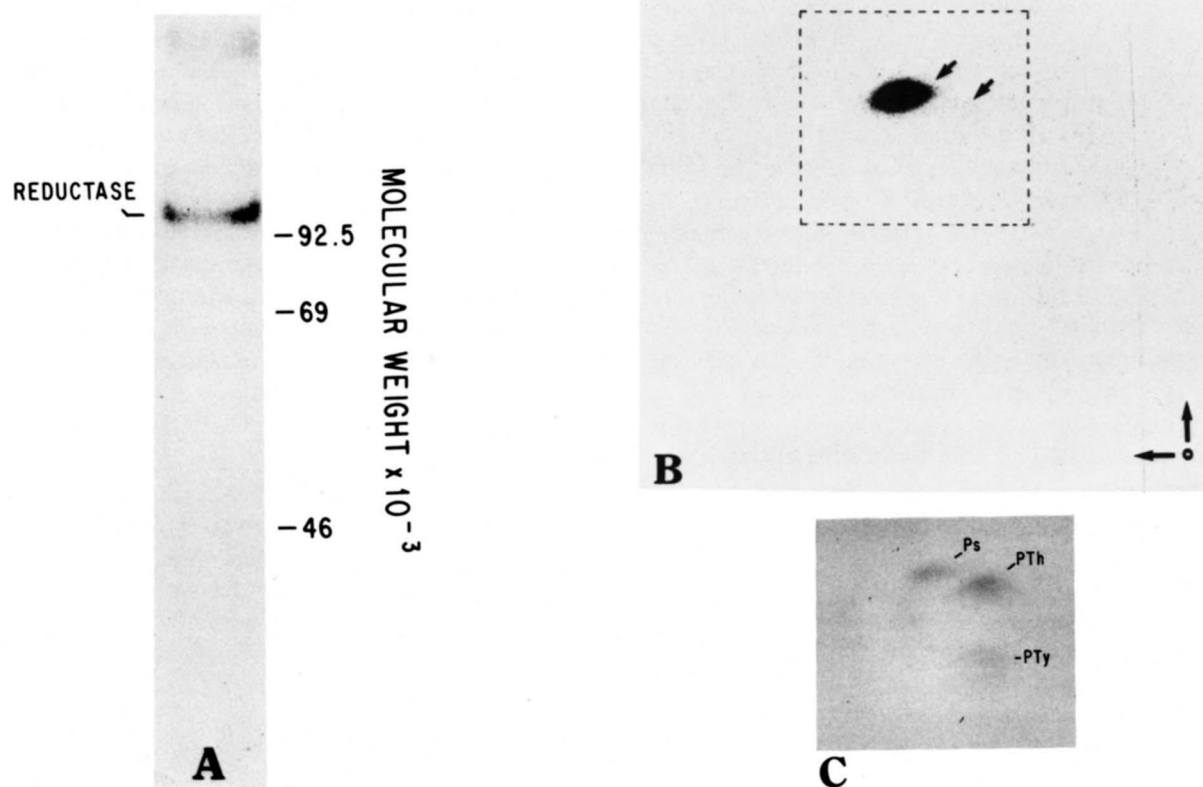 REDUCTASE
-92.5
-69
-46
MOLECULAR WEIGHT x 10⁻³
A
B
Ps
PTh
-PTy
C